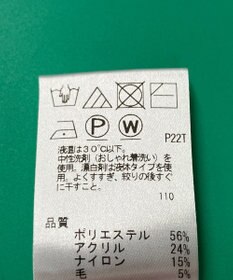 P W P22T
液温は30℃以下。
中性洗剤(おしゃれ着洗い)を
使用。漂白剤は液体タイプを使
用。よくすすぎ、絞りの後すぐ
に干すこと。
110
品質
ポリエステル 56%
アクリル 24%
ナイロン 15%
毛 5%